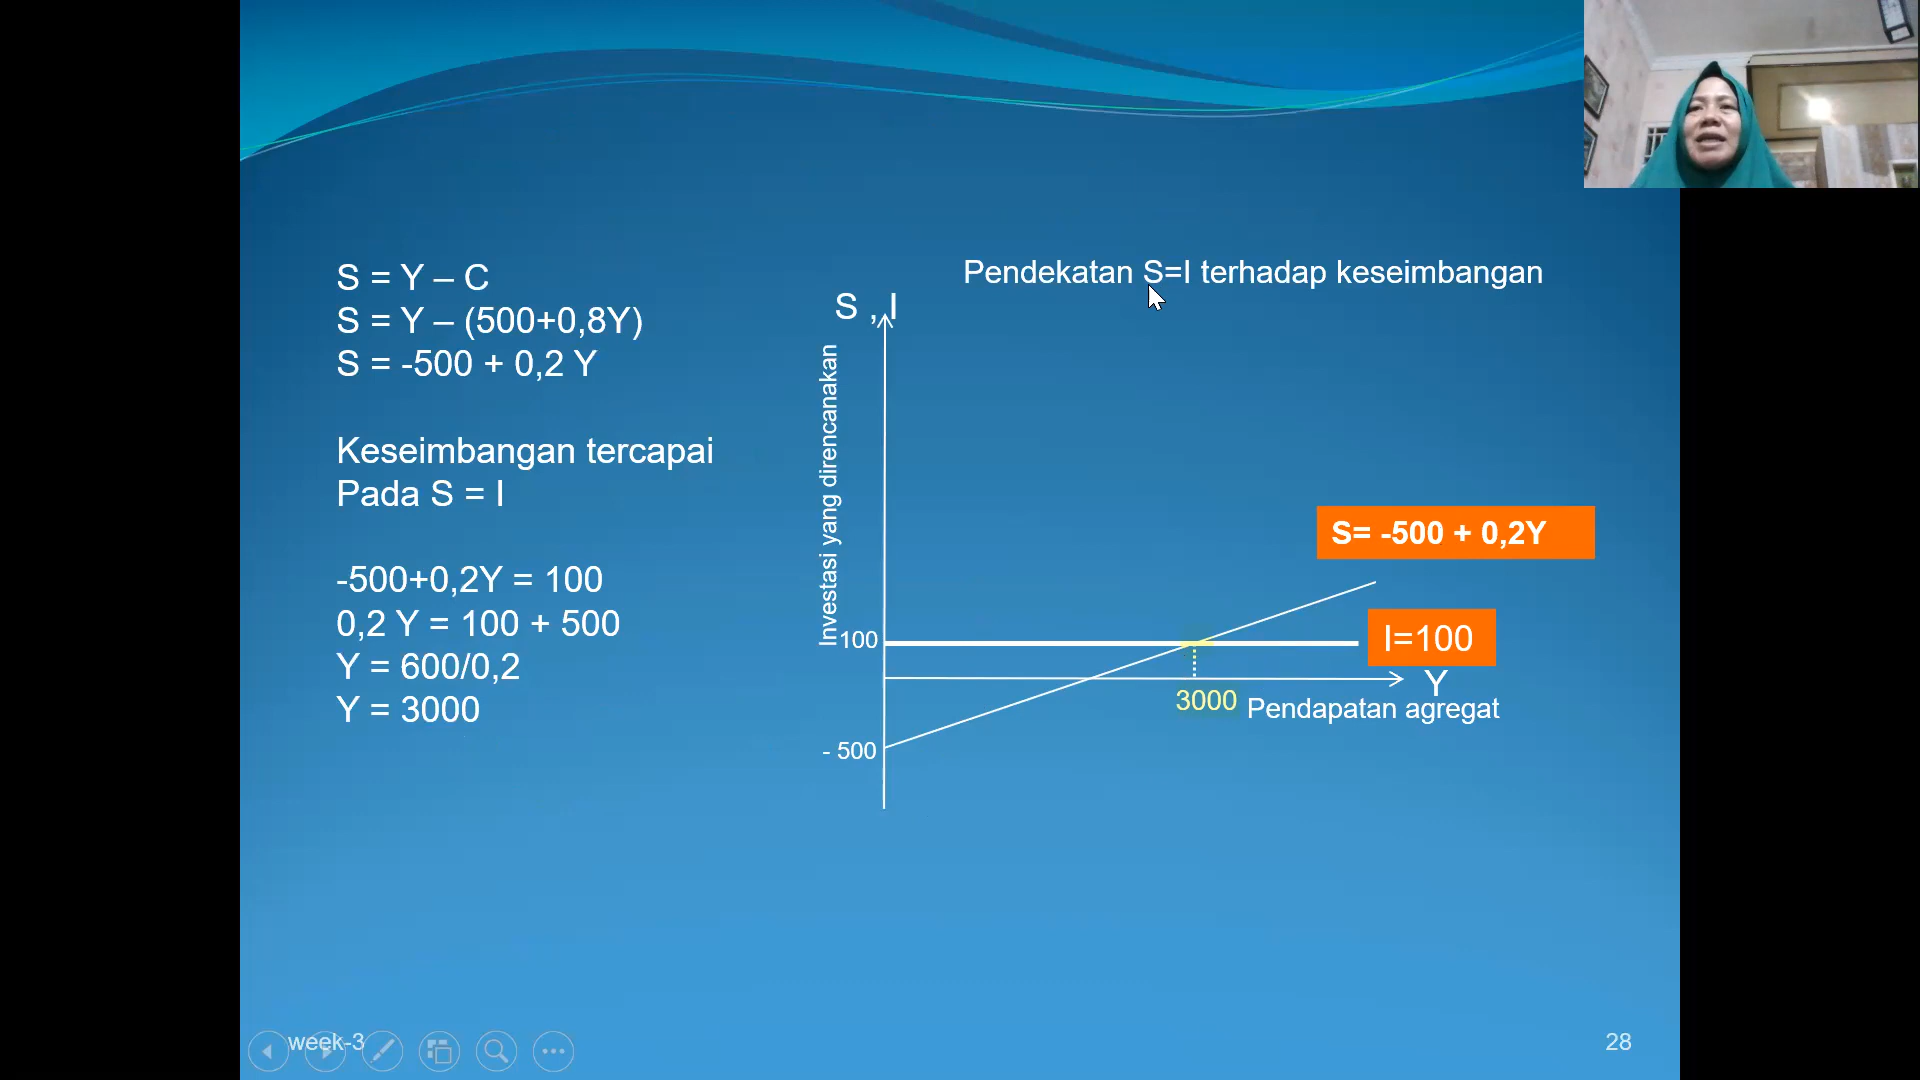 S = Y – C
S = Y – (500+0,8Y)
S = -500 + 0,2 Y
Keseimbangan tercapai
Pada S = I
-500+0,2Y = 100
0,2 Y = 100 + 500
Y = 600/0,2
Y = 3000
Pendekatan S=I terhadap keseimbangan
S , I
Investasi yang direncanakan
S= -500 + 0,2Y
100
I=100
Y
3000
Pendapatan agregat
- 500
week-3
28